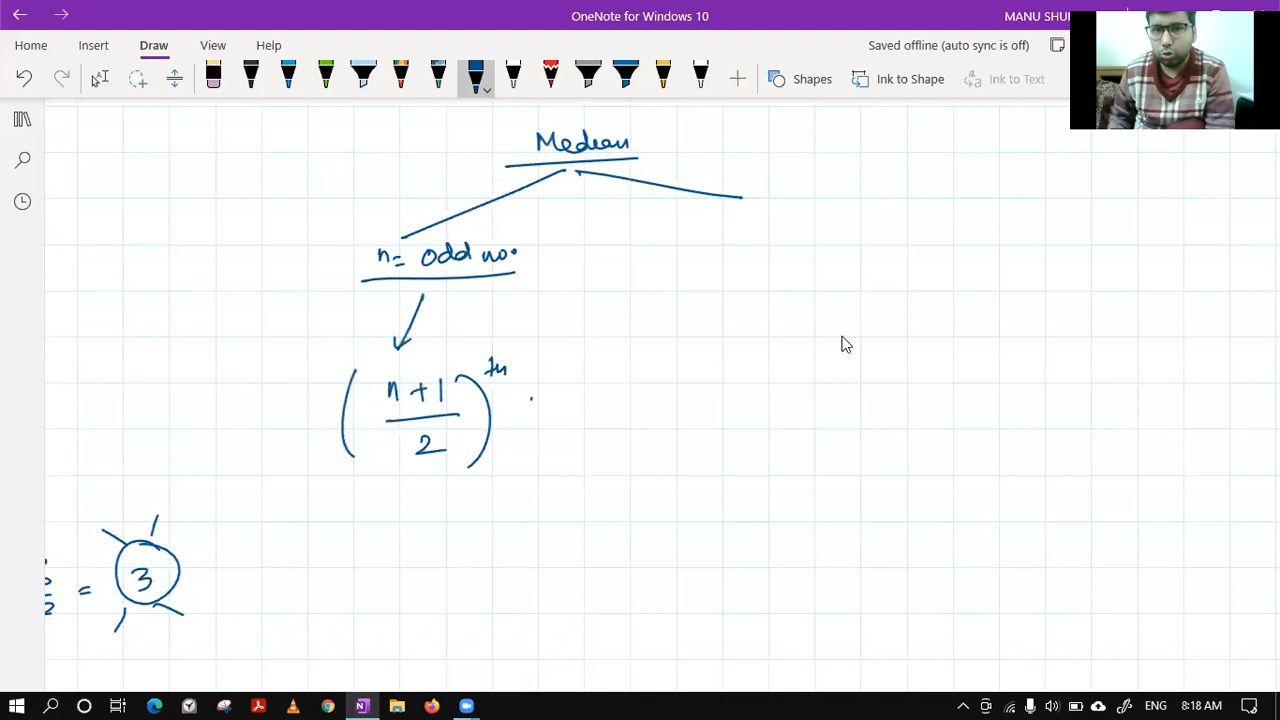 OneNote for Windows 10
MANU SHU
Home Insert Draw View Help
Saved offline (auto sync is off)
Shapes Ink to Shape Ink to Text
Median
n= odd no.
( n+1 / 2 ) th
= 3
2
ENG 8:18 AM